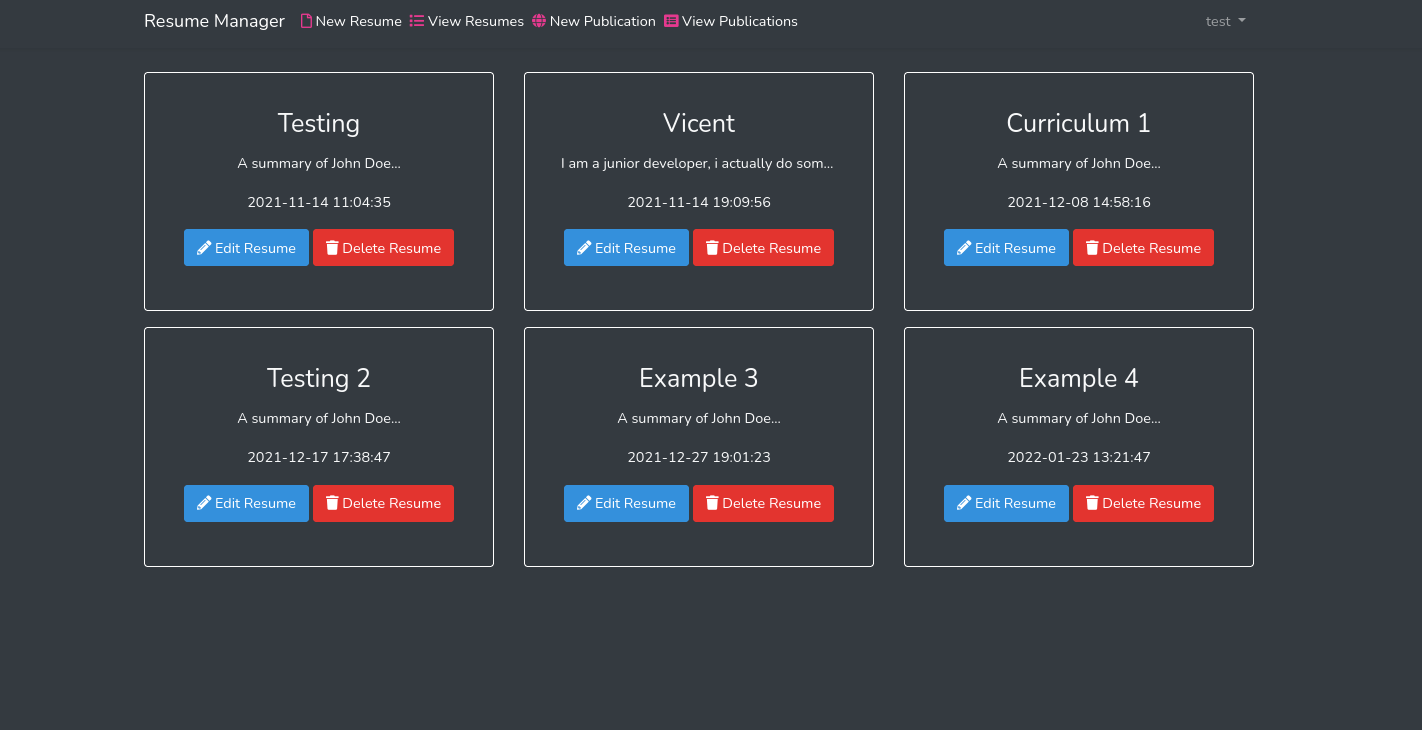 Resume Manager New Resume View Resumes New Publication View Publications test
Testing
A summary of John Doe...
2021-11-14 11:04:35
Edit Resume Delete Resume
Vicent
I am a junior developer, i actually do som...
2021-11-14 19:09:56
Edit Resume Delete Resume
Curriculum 1
A summary of John Doe...
2021-12-08 14:58:16
Edit Resume Delete Resume
Testing 2
A summary of John Doe...
2021-12-17 17:38:47
Edit Resume Delete Resume
Example 3
A summary of John Doe...
2021-12-27 19:01:23
Edit Resume Delete Resume
Example 4
A summary of John Doe...
2022-01-23 13:21:47
Edit Resume Delete Resume